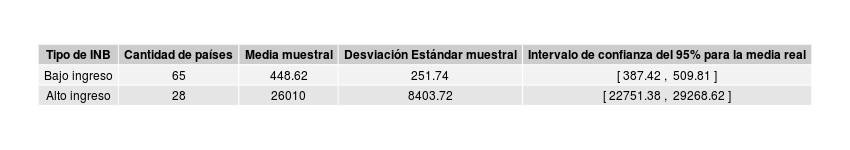 Tipo de INB Cantidad de países Media muestral Desviación Estándar muestral Intervalo de confianza del 95% para la media real
Bajo ingreso 65 448.62 251.74 [ 387.42 , 509.81 ]
Alto ingreso 28 26010 8403.72 [ 22751.38 , 29268.62 ]